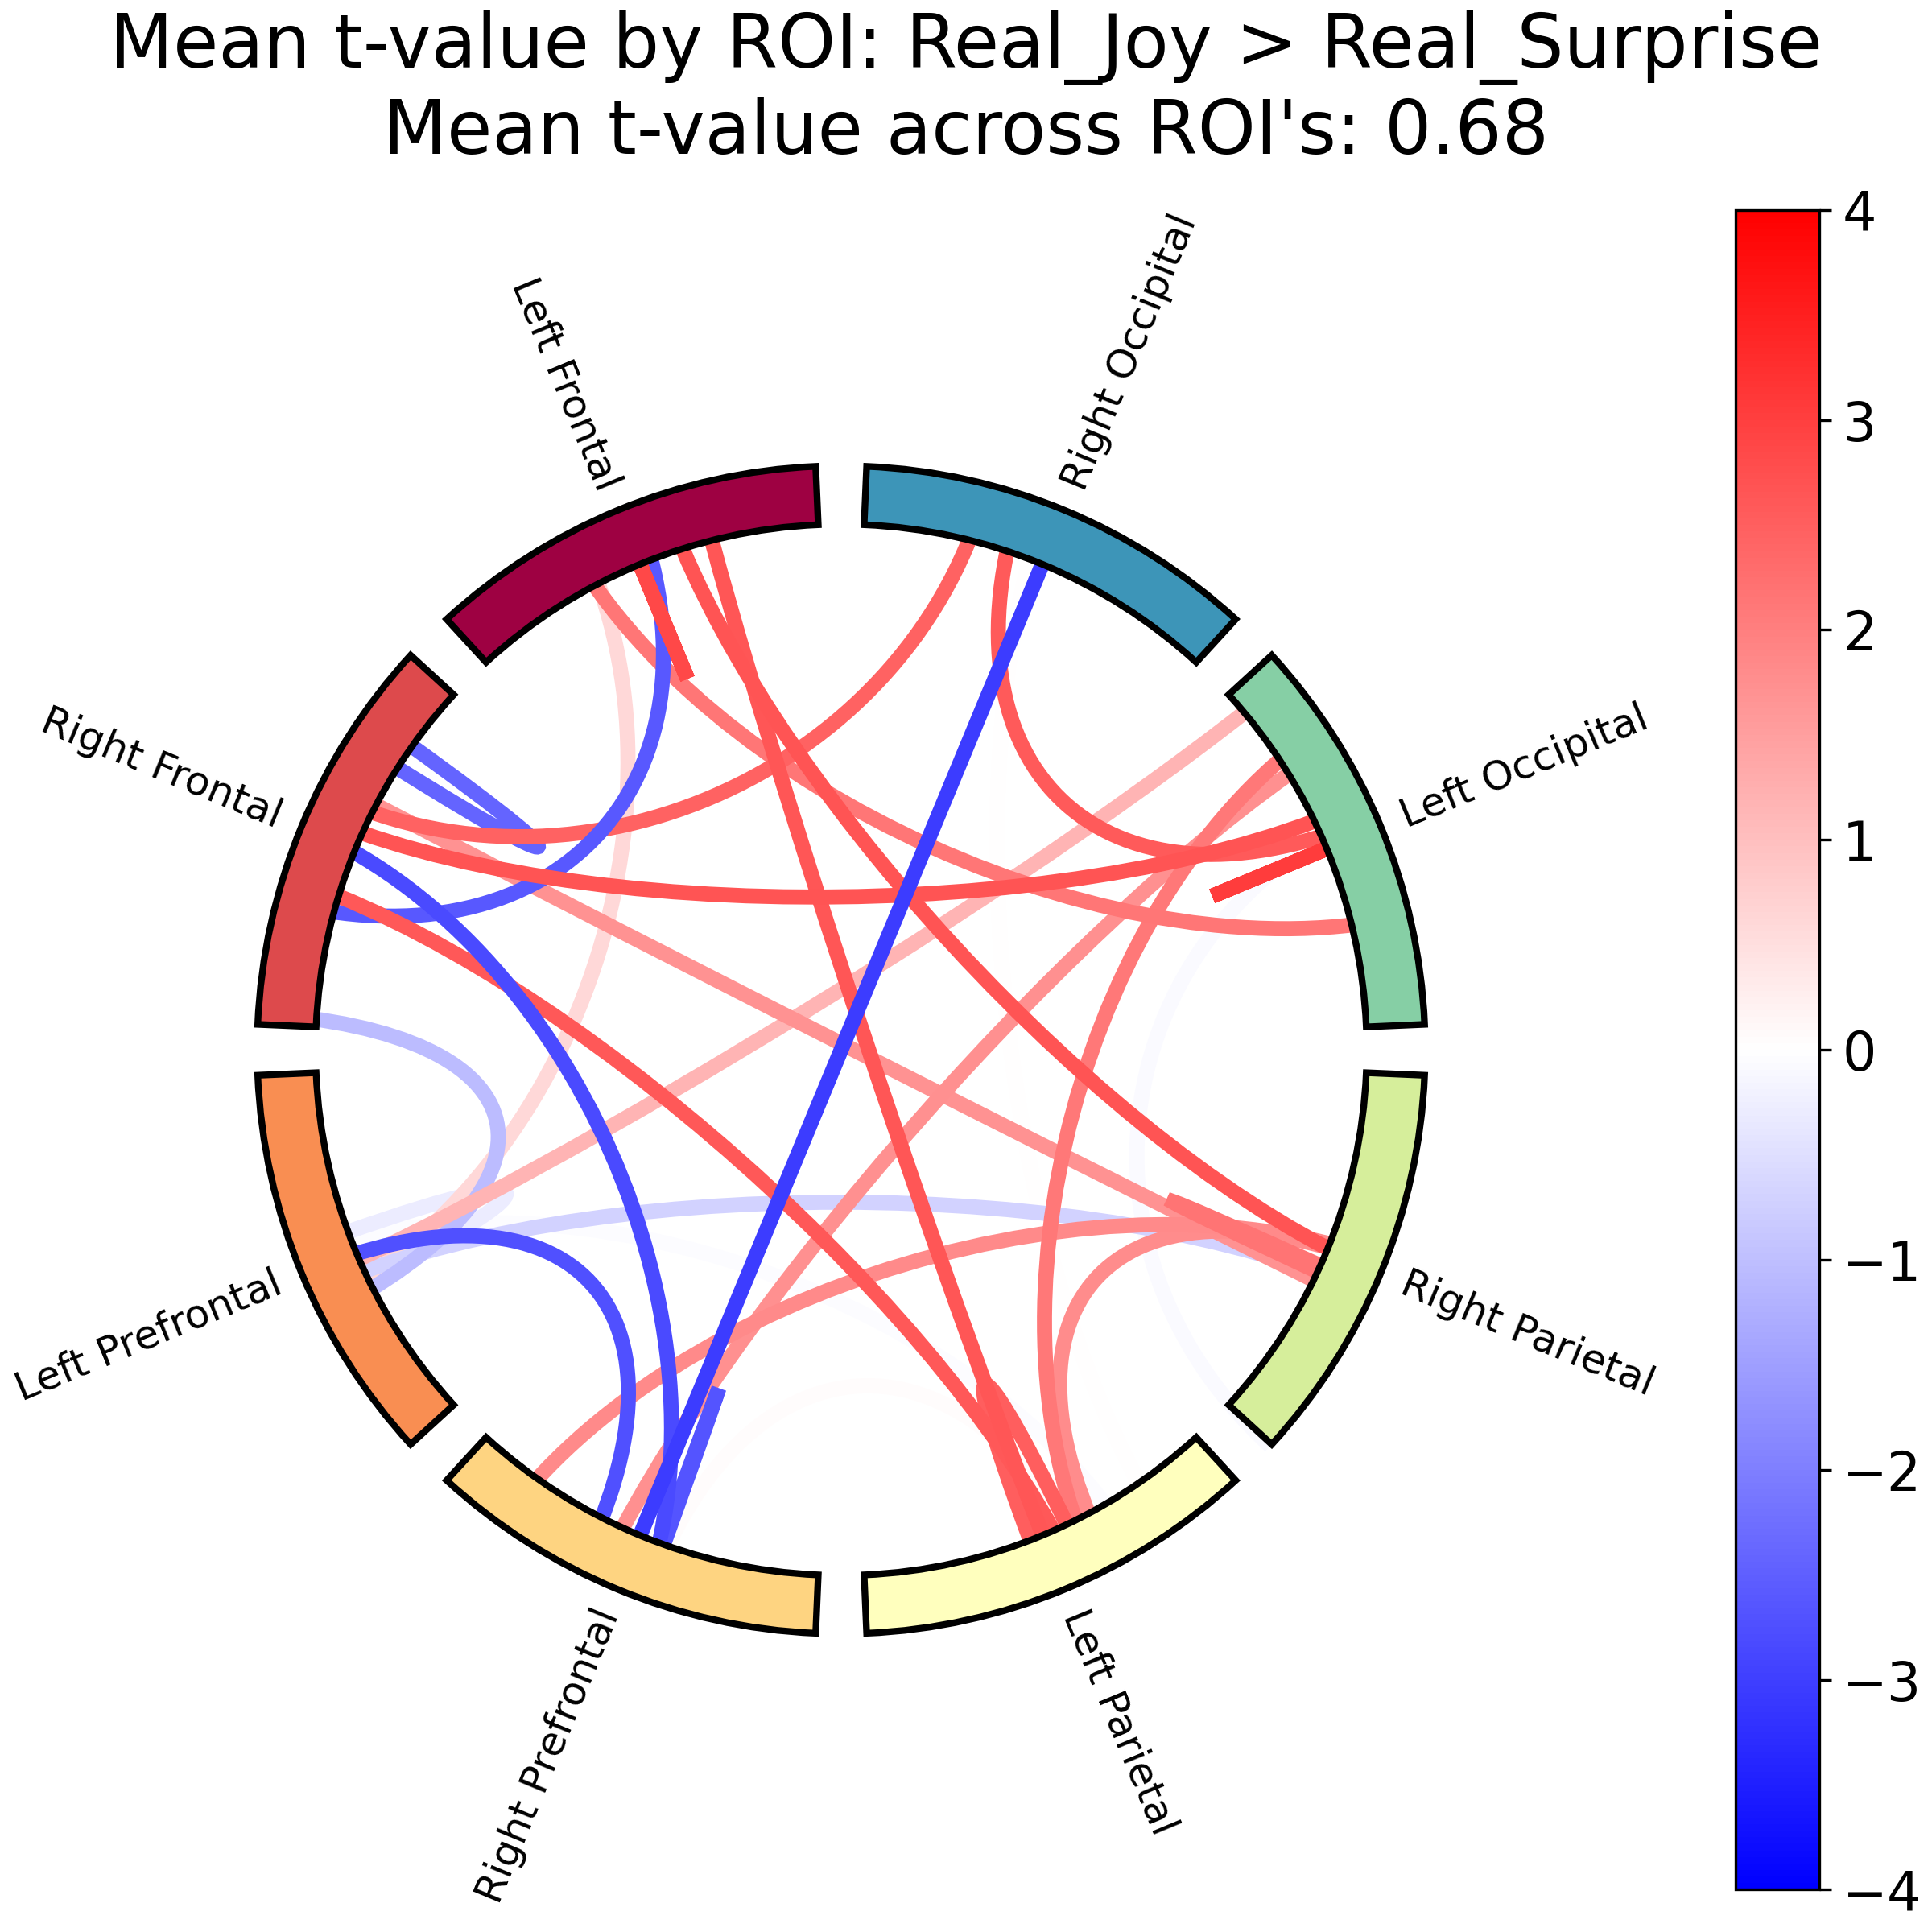 Mean t-value by ROI: Real_Joy > Real_Surprise
Mean t-value across ROI's: 0.68
Left Frontal
Right Occipital
Right Frontal
Left Occipital
Left Prefrontal
Right Parietal
Right Prefrontal
Left Parietal
4
3
2
1
0
−1
−2
−3
−4